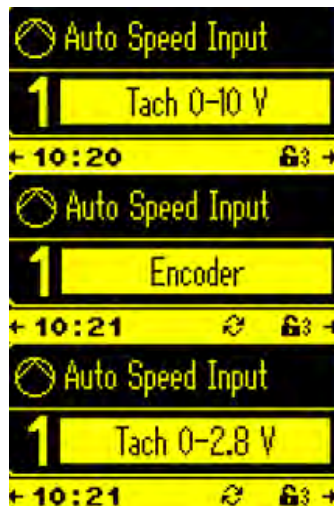 Auto Speed Input
1 Tach 0-10 V
10:20 3
Auto Speed Input
1 Encoder
10:21 3
Auto Speed Input
1 Tach 0-2.8 V
10:21 3